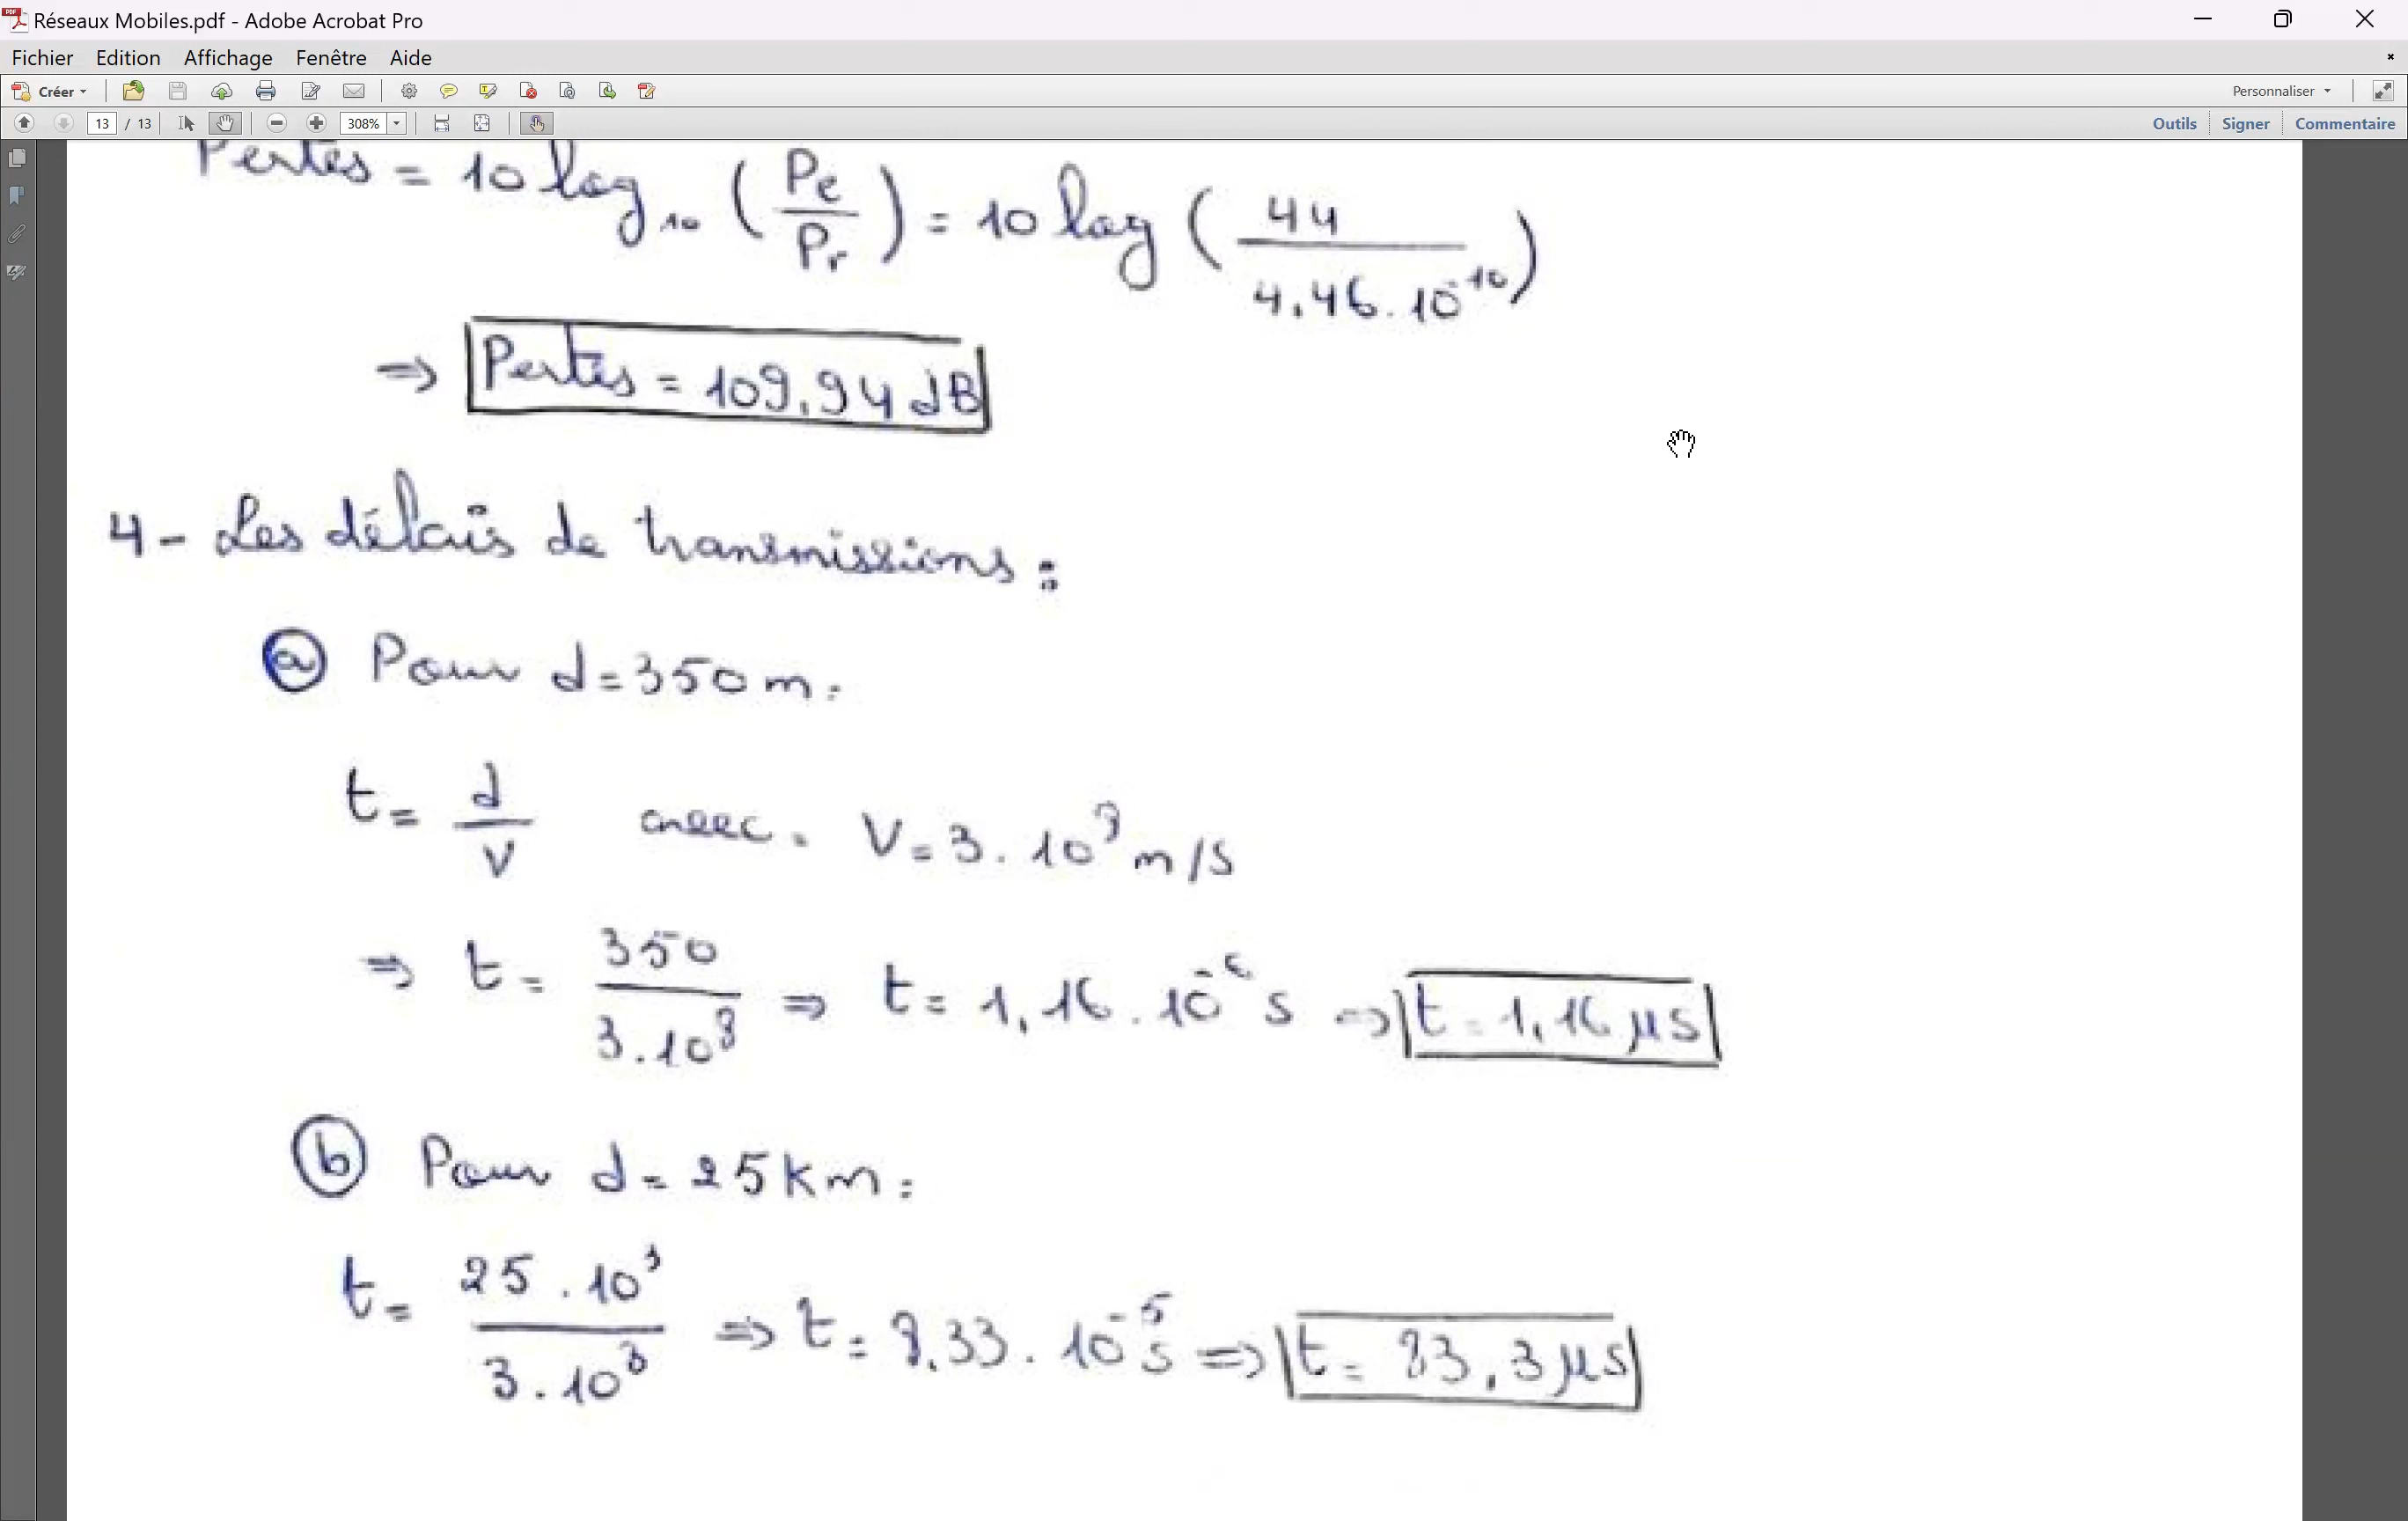 Réseaux Mobiles.pdf - Adobe Acrobat Pro
Fichier Edition Affichage Fenêtre Aide
Créer Personnaliser
13 / 13 308% Outils Signer Commentaire
Pertes = 10 log₁₀ (Pe/Pr) = 10 log (44/4,46.10⁻¹⁰)
⇒ Pertes = 109,94 dB
4 - Les délais de transmissions :
ⓐ Pour d = 350 m :
t = d/V avec : V = 3.10⁸ m/s
⇒ t = 350/3.10⁸ ⇒ t = 1,16.10⁻⁶ s ⇒ t = 1,16 µs
ⓑ Pour d = 25 Km :
t = 25.10³/3.10⁸ ⇒ t = 8,33.10⁻⁵ s ⇒ t = 83,3 µs